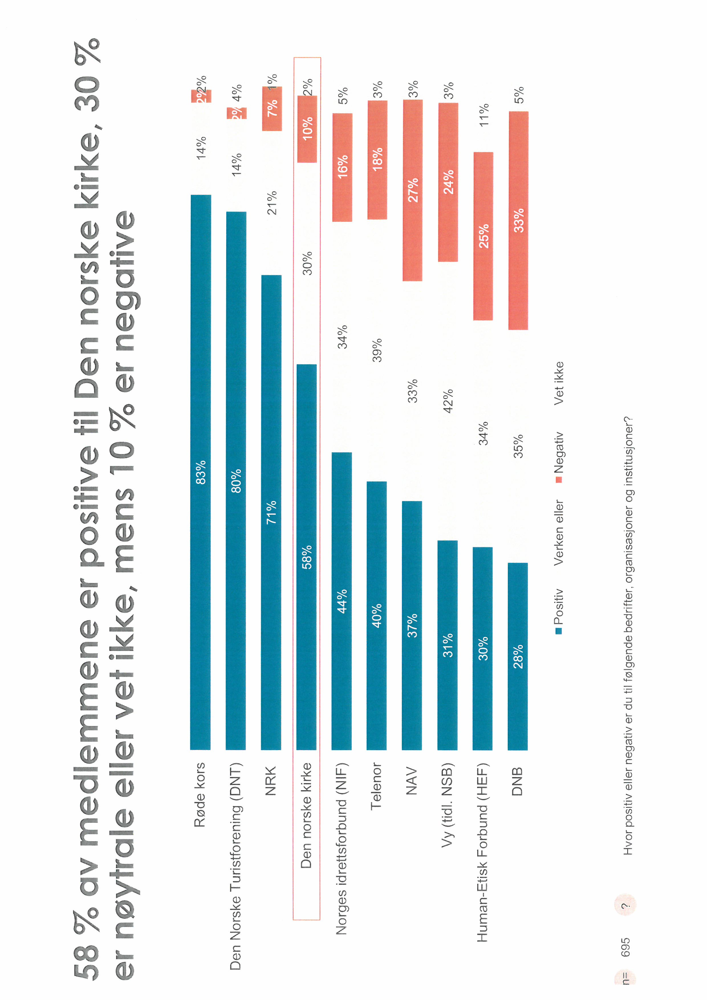 58 % av medlemmene er positive til Den norske kirke, 30 %
er nøytrale eller vet ikke, mens 10 % er negative
Røde kors 83% 14% 2% 2%
Den Norske Turistforening (DNT) 80% 14% 2% 4%
NRK 71% 21% 7% 1%
Den norske kirke 58% 30% 10% 2%
Norges idrettsforbund (NIF) 44% 34% 16% 5%
Telenor 40% 39% 18% 3%
NAV 37% 33% 27% 3%
Vy (tidl. NSB) 31% 42% 24% 3%
Human-Etisk Forbund (HEF) 30% 34% 25% 11%
DNB 28% 35% 33% 5%
Positiv Verken eller Negativ Vet ikke
n= 695 ? Hvor positiv eller negativ er du til følgende bedrifter, organisasjoner og institusjoner?